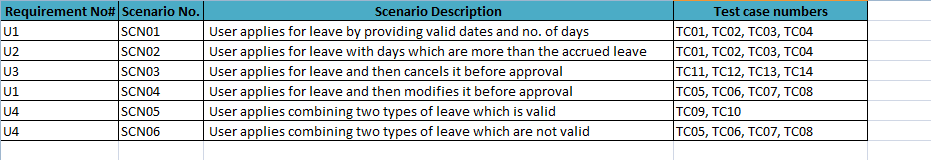 Requirement No# Scenario No. Scenario Description Test case numbers
U1 SCN01 User applies for leave by providing valid dates and no. of days TC01, TC02, TC03, TC04
U2 SCN02 User applies for leave with days which are more than the accrued leave TC01, TC02, TC03, TC04
U3 SCN03 User applies for leave and then cancels it before approval TC11, TC12, TC13, TC14
U1 SCN04 User applies for leave and then modifies it before approval TC05, TC06, TC07, TC08
U4 SCN05 User applies combining two types of leave which is valid TC09, TC10
U4 SCN06 User applies combining two types of leave which are not valid TC05, TC06, TC07, TC08